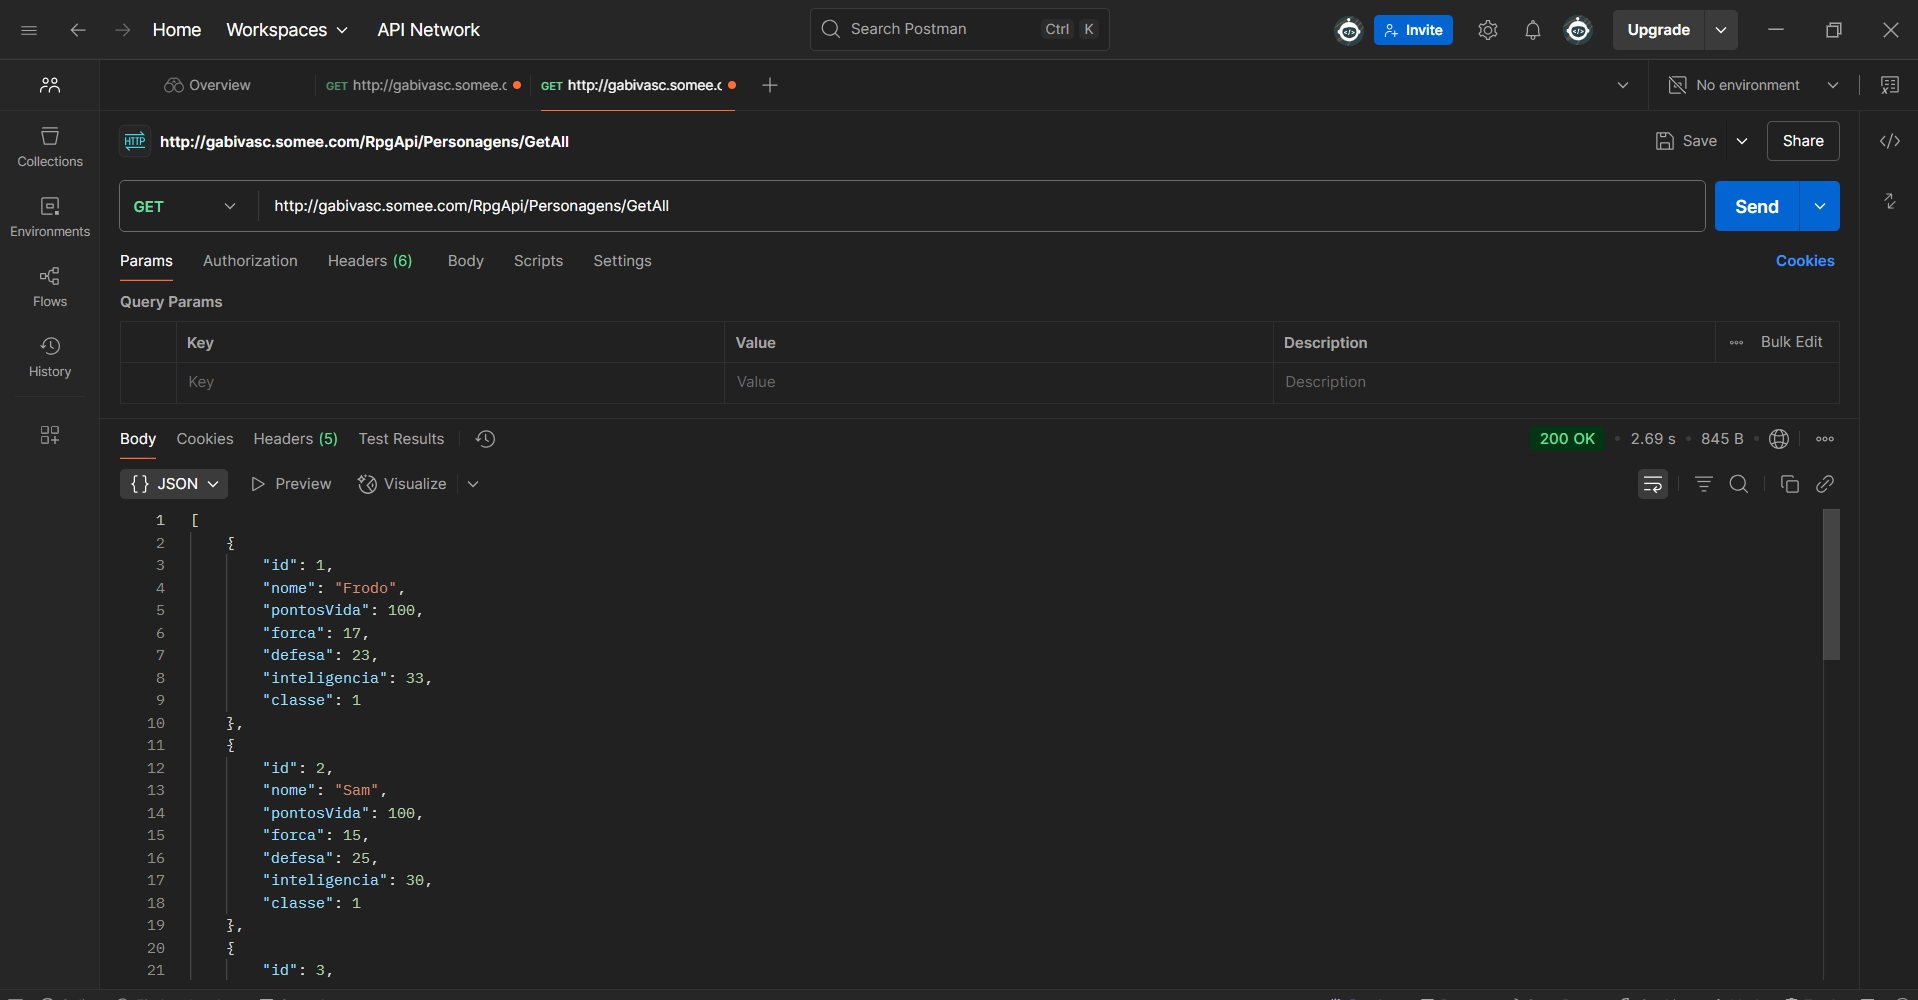 Home Workspaces API Network Search Postman Ctrl K Invite Upgrade
Overview GET http://gabivasc.somee.c GET http://gabivasc.somee.c No environment
HTTP http://gabivasc.somee.com/RpgApi/Personagens/GetAll Save Share
Collections
GET http://gabivasc.somee.com/RpgApi/Personagens/GetAll Send
Environments
Params Authorization Headers (6) Body Scripts Settings Cookies
Flows
Query Params
Key Value Description Bulk Edit
History
Key Value Description
Body Cookies Headers (5) Test Results 200 OK 2.69 s 845 B
{} JSON Preview Visualize
1 [
2 {
3 "id": 1,
4 "nome": "Frodo",
5 "pontosVida": 100,
6 "forca": 17,
7 "defesa": 23,
8 "inteligencia": 33,
9 "classe": 1
10 },
11 {
12 "id": 2,
13 "nome": "Sam",
14 "pontosVida": 100,
15 "forca": 15,
16 "defesa": 25,
17 "inteligencia": 30,
18 "classe": 1
19 },
20 {
21 "id": 3,